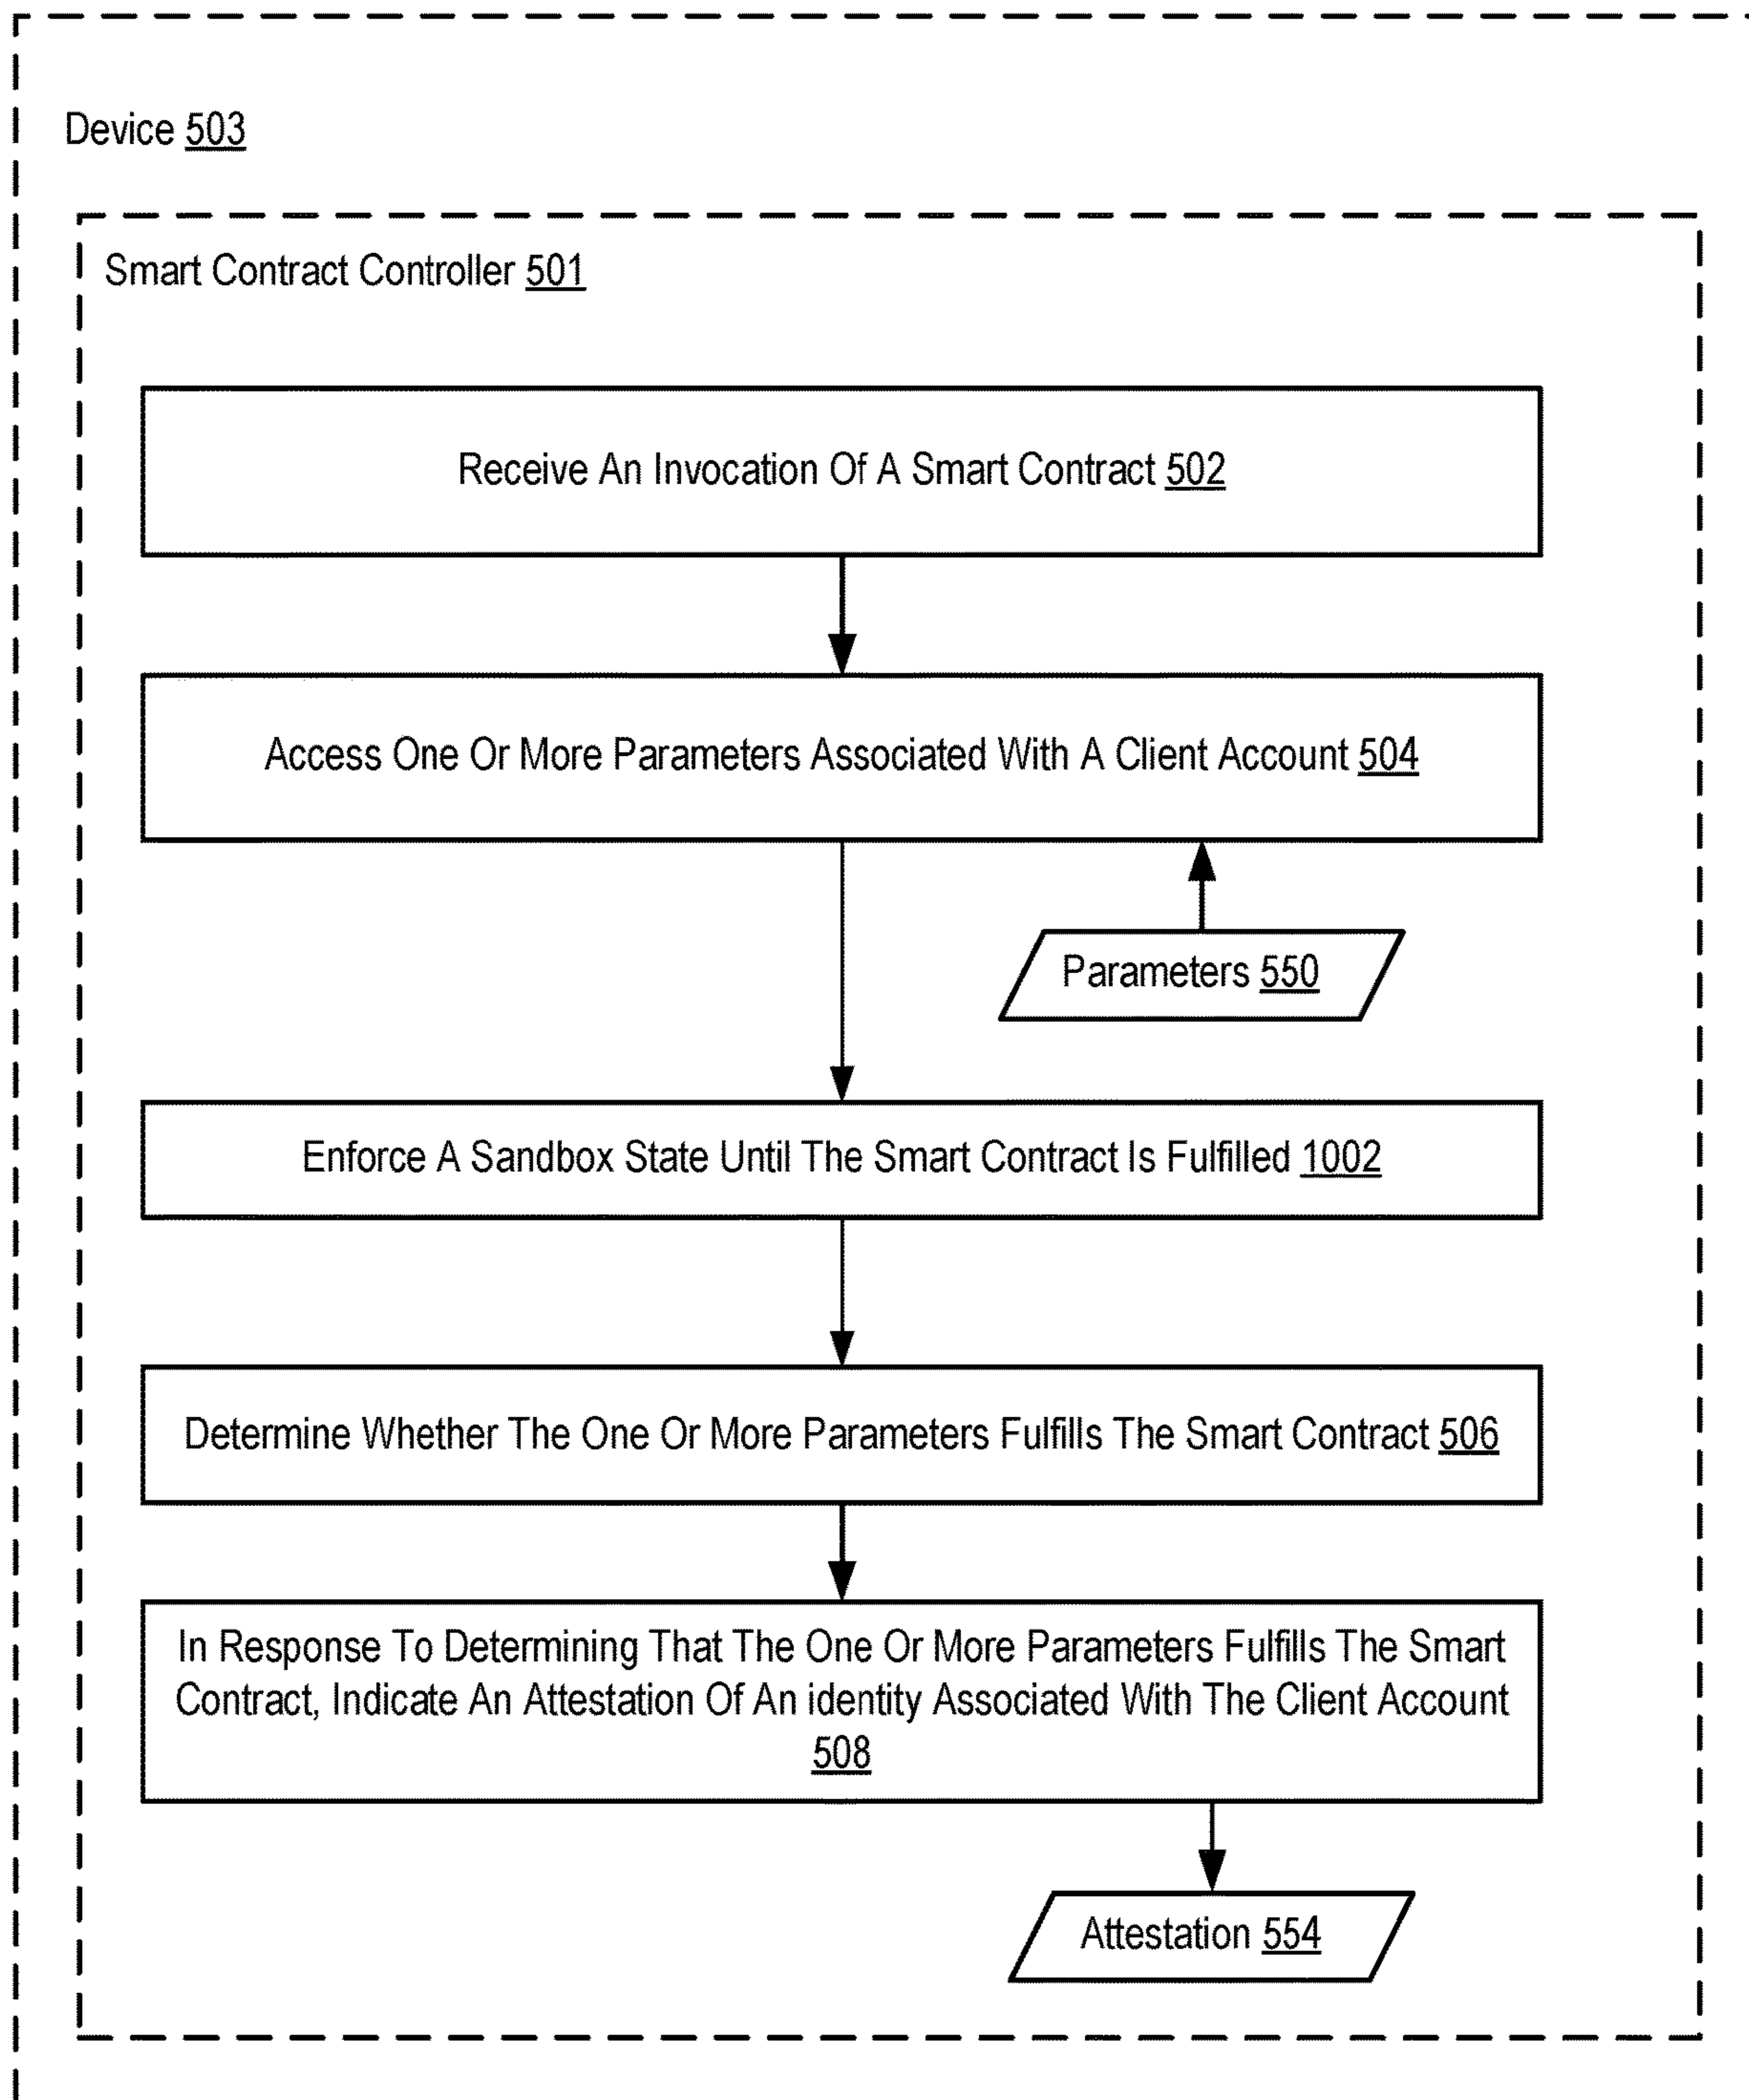 Device 503
Smart Contract Controller 501
Receive An Invocation Of A Smart Contract 502
Access One Or More Parameters Associated With A Client Account 504
Parameters 550
Enforce A Sandbox State Until The Smart Contract Is Fulfilled 1002
Determine Whether The One Or More Parameters Fulfills The Smart Contract 506
In Response To Determining That The One Or More Parameters Fulfills The Smart
Contract, Indicate An Attestation Of An identity Associated With The Client Account
508
Attestation 554